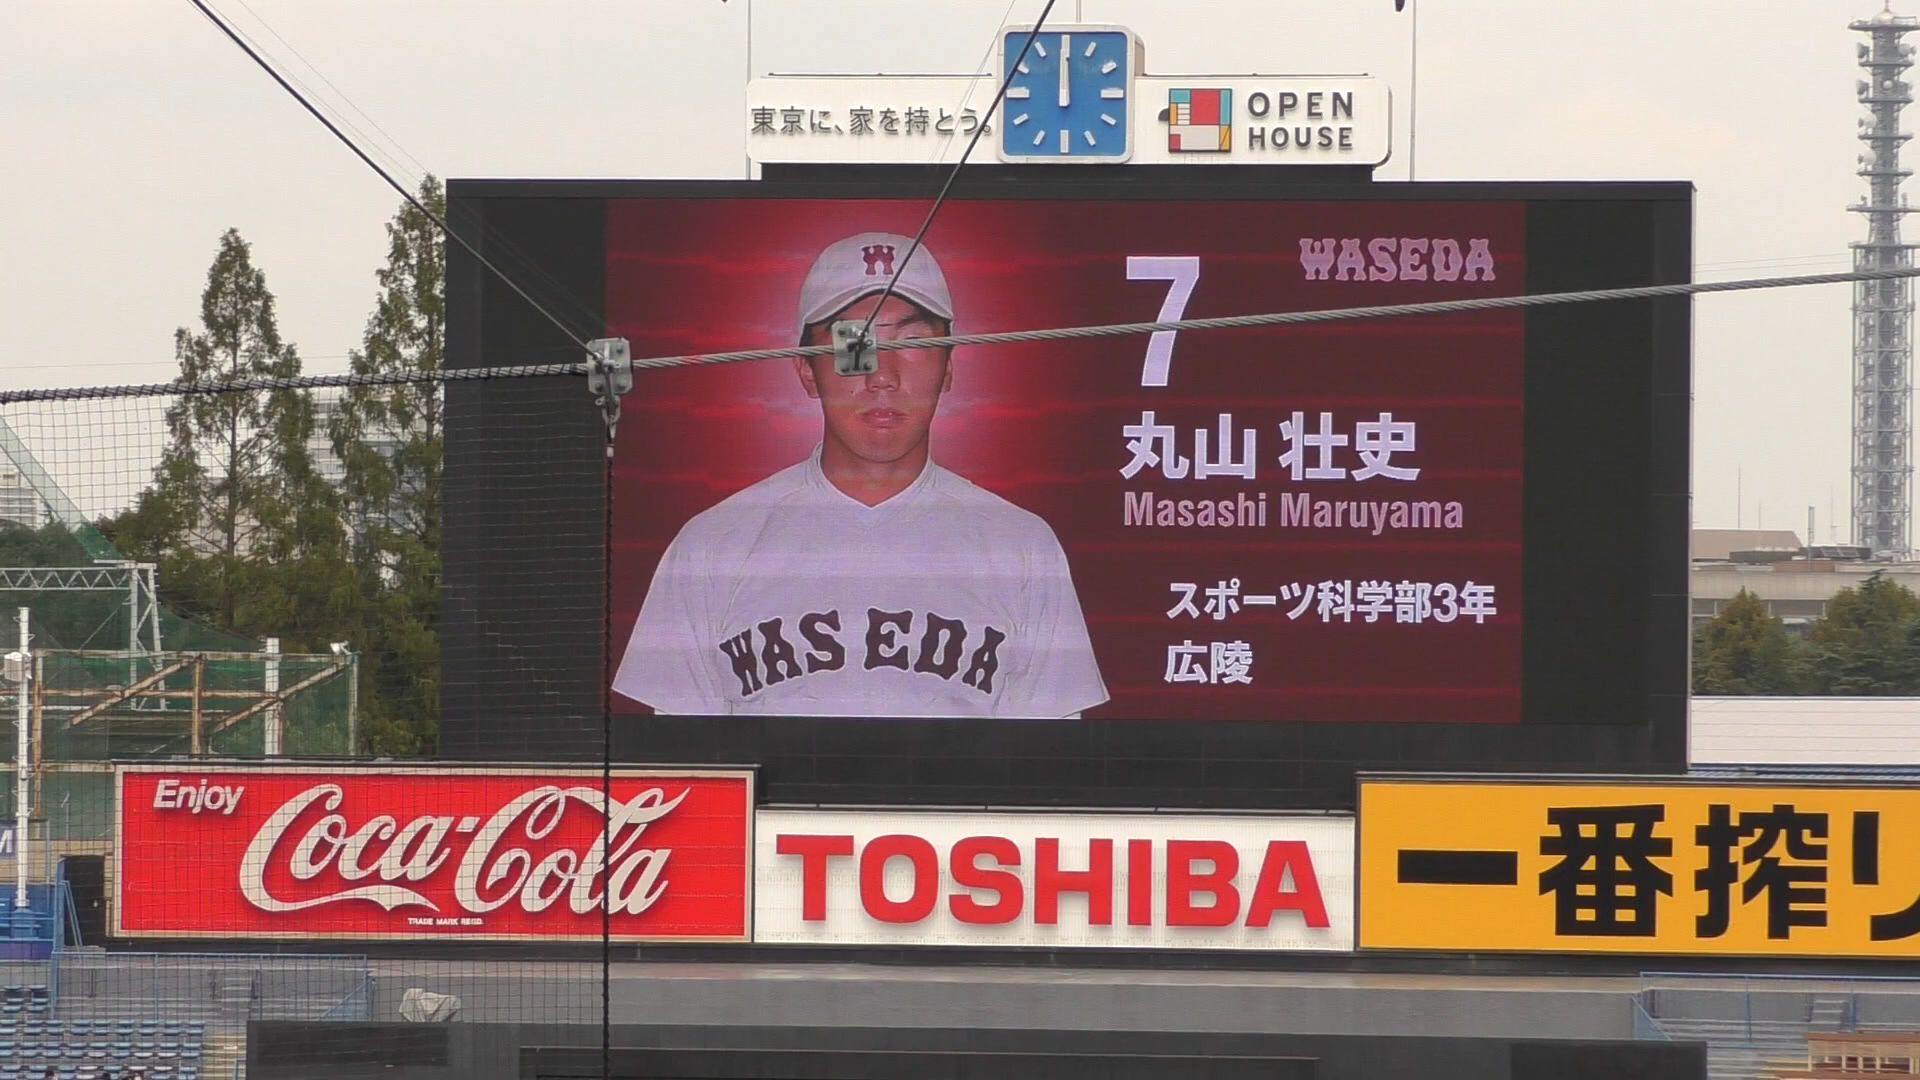 東京に、家を持とう。
OPEN
HOUSE
W
7
WASEDA
丸山 壮史
Masashi Maruyama
スポーツ科学部3年
広陵
WASEDA
Enjoy
Coca-Cola
TRADE MARK REGD.
TOSHIBA
一番搾り
M